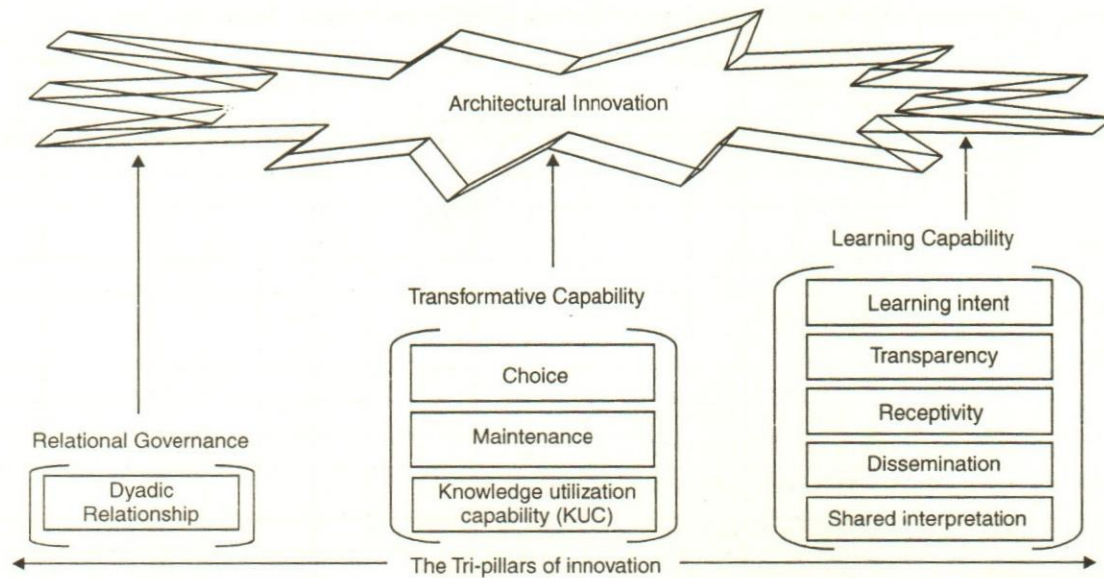 Architectural Innovation
Learning Capability
Learning intent
Transparency
Receptivity
Dissemination
Shared interpretation
Transformative Capability
Choice
Maintenance
Knowledge utilization
capability (KUC)
Relational Governance
Dyadic
Relationship
The Tri-pillars of innovation